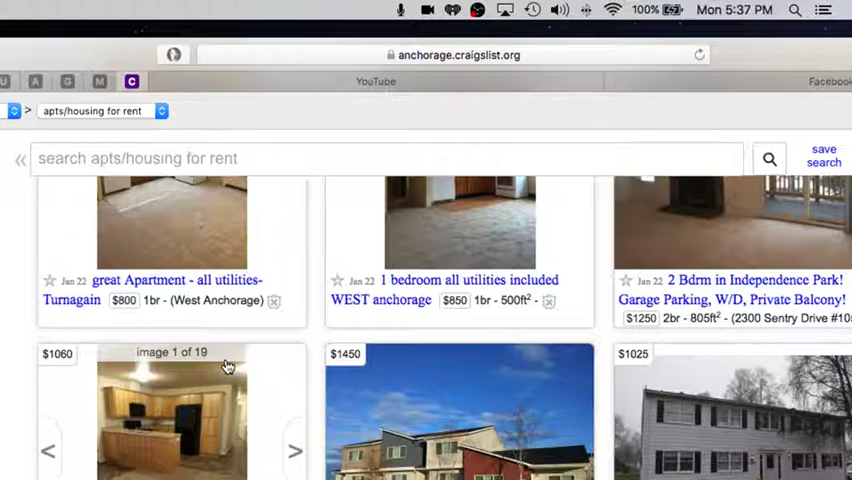 100% Mon 5:37 PM
anchorage.craigslist.org
U A G M C YouTube Facebook
> apts/housing for rent
« search apts/housing for rent
save
search
Jan 22 great Apartment - all utilities-
Turnagain $800 1br - (West Anchorage)
Jan 22 1 bedroom all utilities included
WEST anchorage $850 1br - 500ft² -
Jan 22 2 Bdrm in Independence Park!
Garage Parking, W/D, Private Balcony!
$1250 2br - 805ft² - (2300 Sentry Drive #10
$1060 image 1 of 19
$1450
$1025
< >